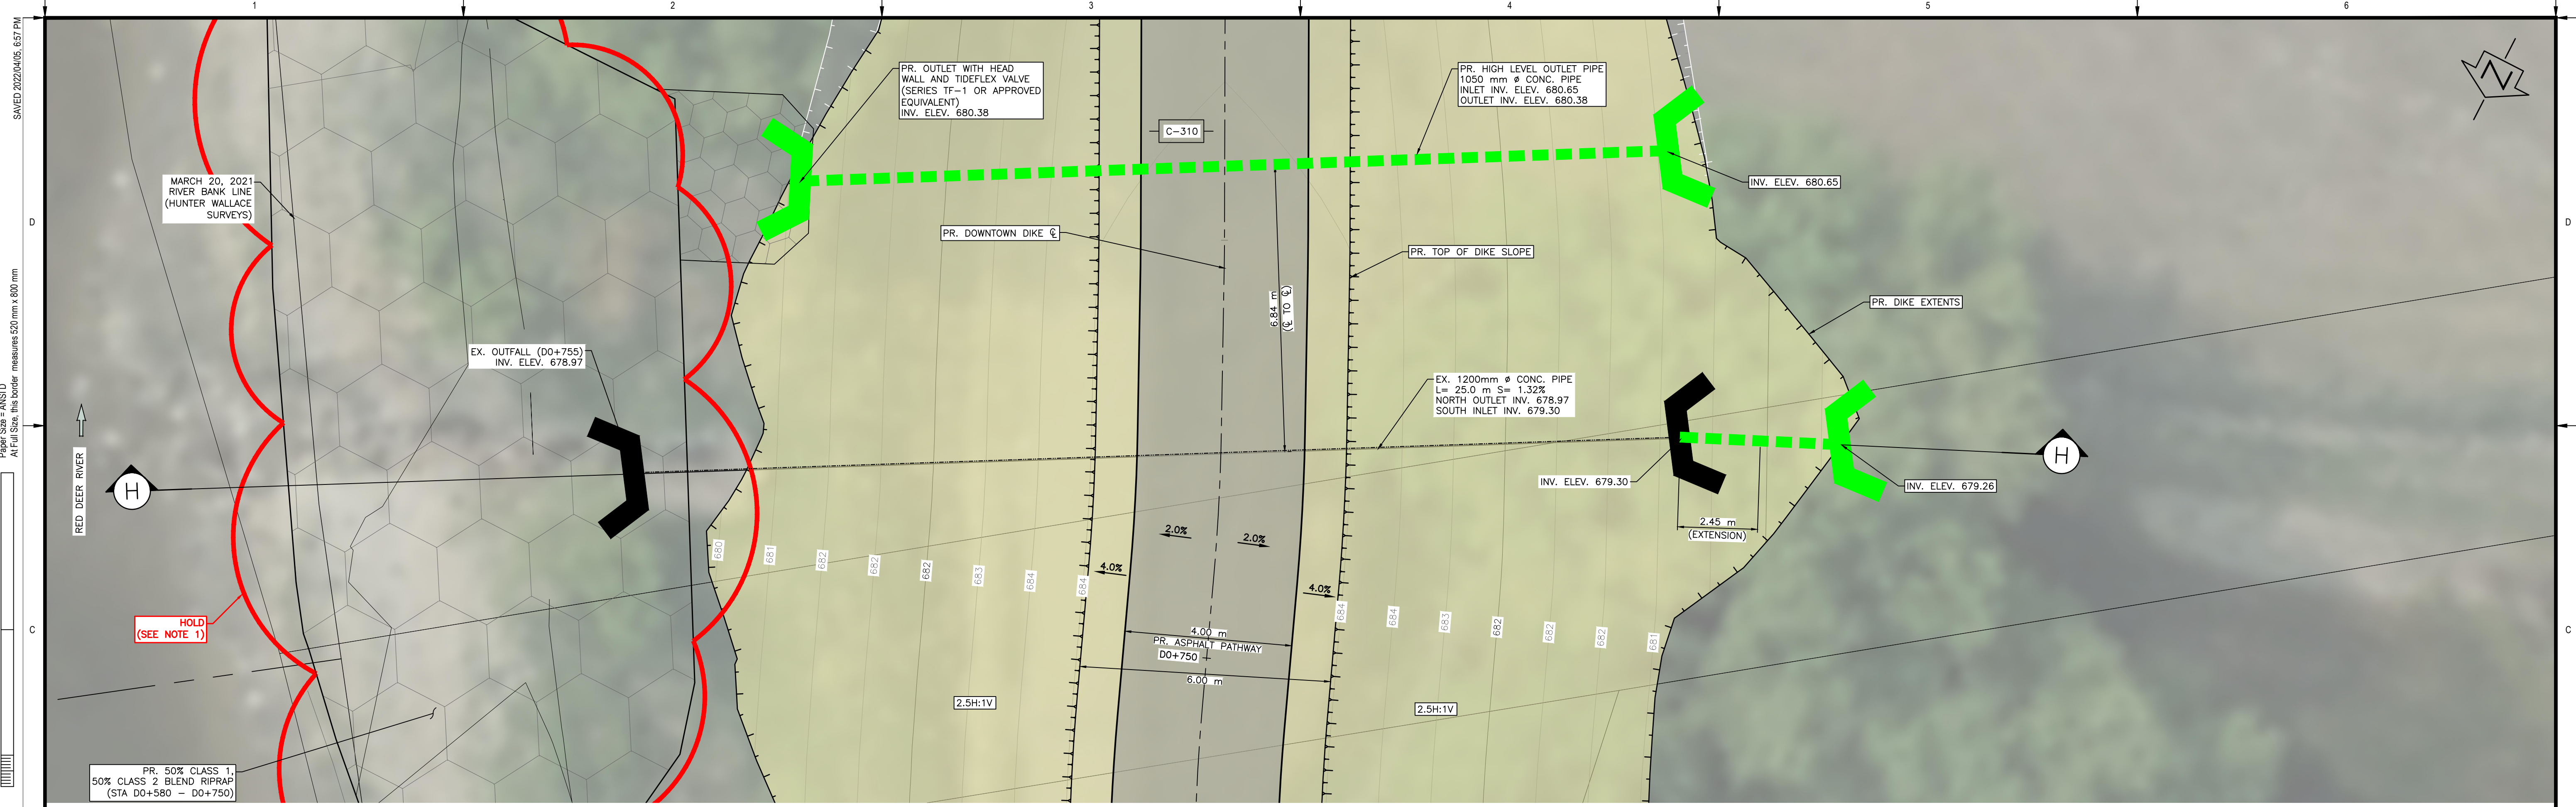 1
2
3
4
5
6
SAVED 2022/04/05, 6:57 PM
Paper Size = ANSI D
At Full Size, this border measures 520 mm x 800 mm
D
C
D
C
N
PR. OUTLET WITH HEAD
WALL AND TIDEFLEX VALVE
(SERIES TF-1 OR APPROVED
EQUIVALENT)
INV. ELEV. 680.38
C-310
PR. HIGH LEVEL OUTLET PIPE
1050 mm ø CONC. PIPE
INLET INV. ELEV. 680.65
OUTLET INV. ELEV. 680.38
MARCH 20, 2021
RIVER BANK LINE
(HUNTER WALLACE
SURVEYS)
INV. ELEV. 680.65
PR. DOWNTOWN DIKE ℄
PR. TOP OF DIKE SLOPE
6.84 m
(℄ TO ℄)
PR. DIKE EXTENTS
EX. OUTFALL (D0+755)
INV. ELEV. 678.97
EX. 1200mm ø CONC. PIPE
L= 25.0 m S= 1.32%
NORTH OUTLET INV. 678.97
SOUTH INLET INV. 679.30
RED DEER RIVER
H
H
INV. ELEV. 679.30
INV. ELEV. 679.26
2.45 m
(EXTENSION)
2.0%
2.0%
4.0%
4.0%
680
681
682
682
682
683
684
684
684
684
683
682
682
682
681
HOLD
(SEE NOTE 1)
4.00 m
PR. ASPHALT PATHWAY
D0+750
6.00 m
2.5H:1V
2.5H:1V
PR. 50% CLASS 1,
50% CLASS 2 BLEND RIPRAP
(STA D0+580 - D0+750)